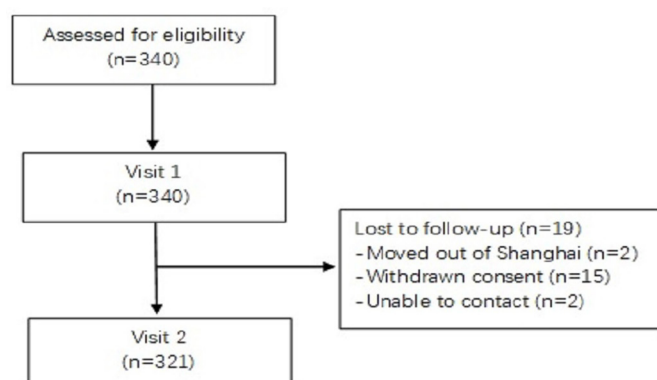 Assessed for eligibility
(n=340)
Visit 1
(n=340)
Lost to follow-up (n=19)
-Moved out of Shanghai (n=2)
-Withdrawn consent (n=15)
-Unable to contact (n=2)
Visit 2
(n=321)